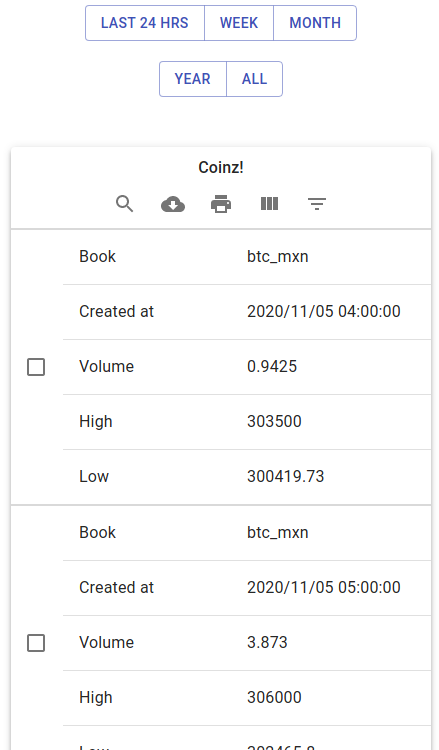 LAST 24 HRS WEEK MONTH
YEAR ALL
Coinz!
Book btc_mxn
Created at 2020/11/05 04:00:00
Volume 0.9425
High 303500
Low 300419.73
Book btc_mxn
Created at 2020/11/05 05:00:00
Volume 3.873
High 306000